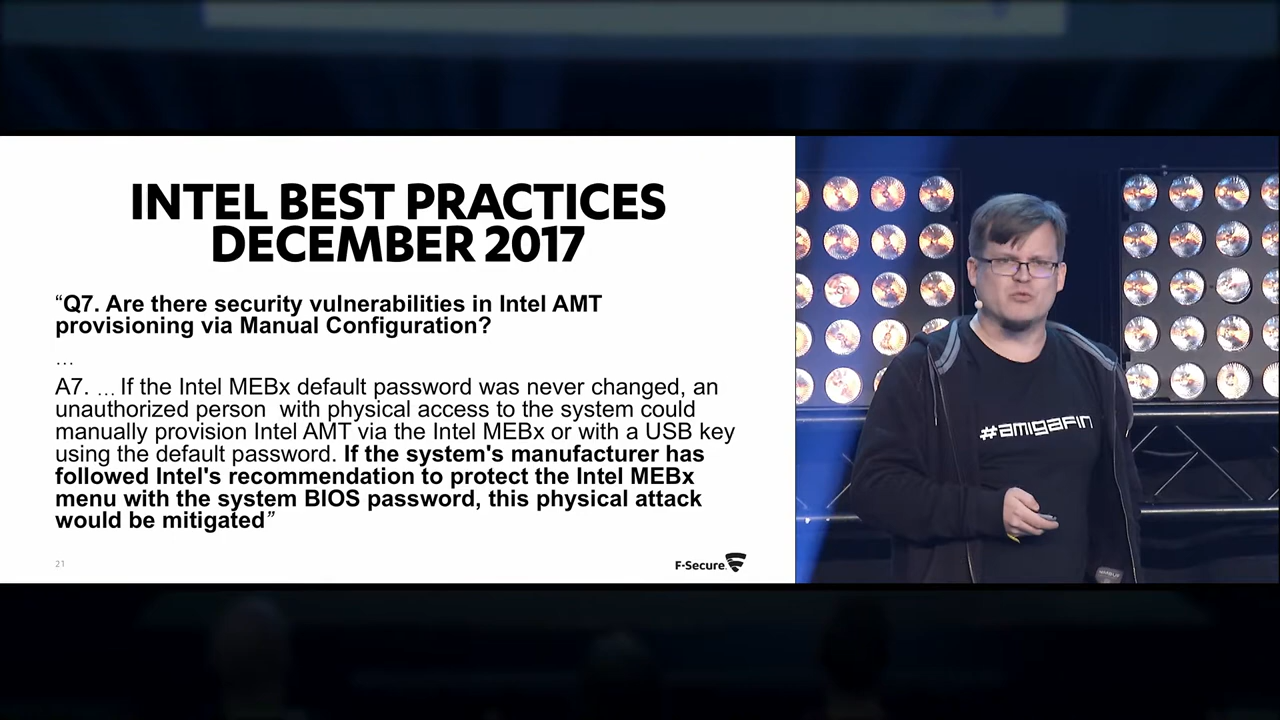 INTEL BEST PRACTICES
DECEMBER 2017
“Q7. Are there security vulnerabilities in Intel AMT
provisioning via Manual Configuration?
…
A7. … If the Intel MEBx default password was never changed, an
unauthorized person  with physical access to the system could
manually provision Intel AMT via the Intel MEBx or with a USB key
using the default password. If the system's manufacturer has
followed Intel's recommendation to protect the Intel MEBx
menu with the system BIOS password, this physical attack
would be mitigated”
21
F-Secure.
#amigafin